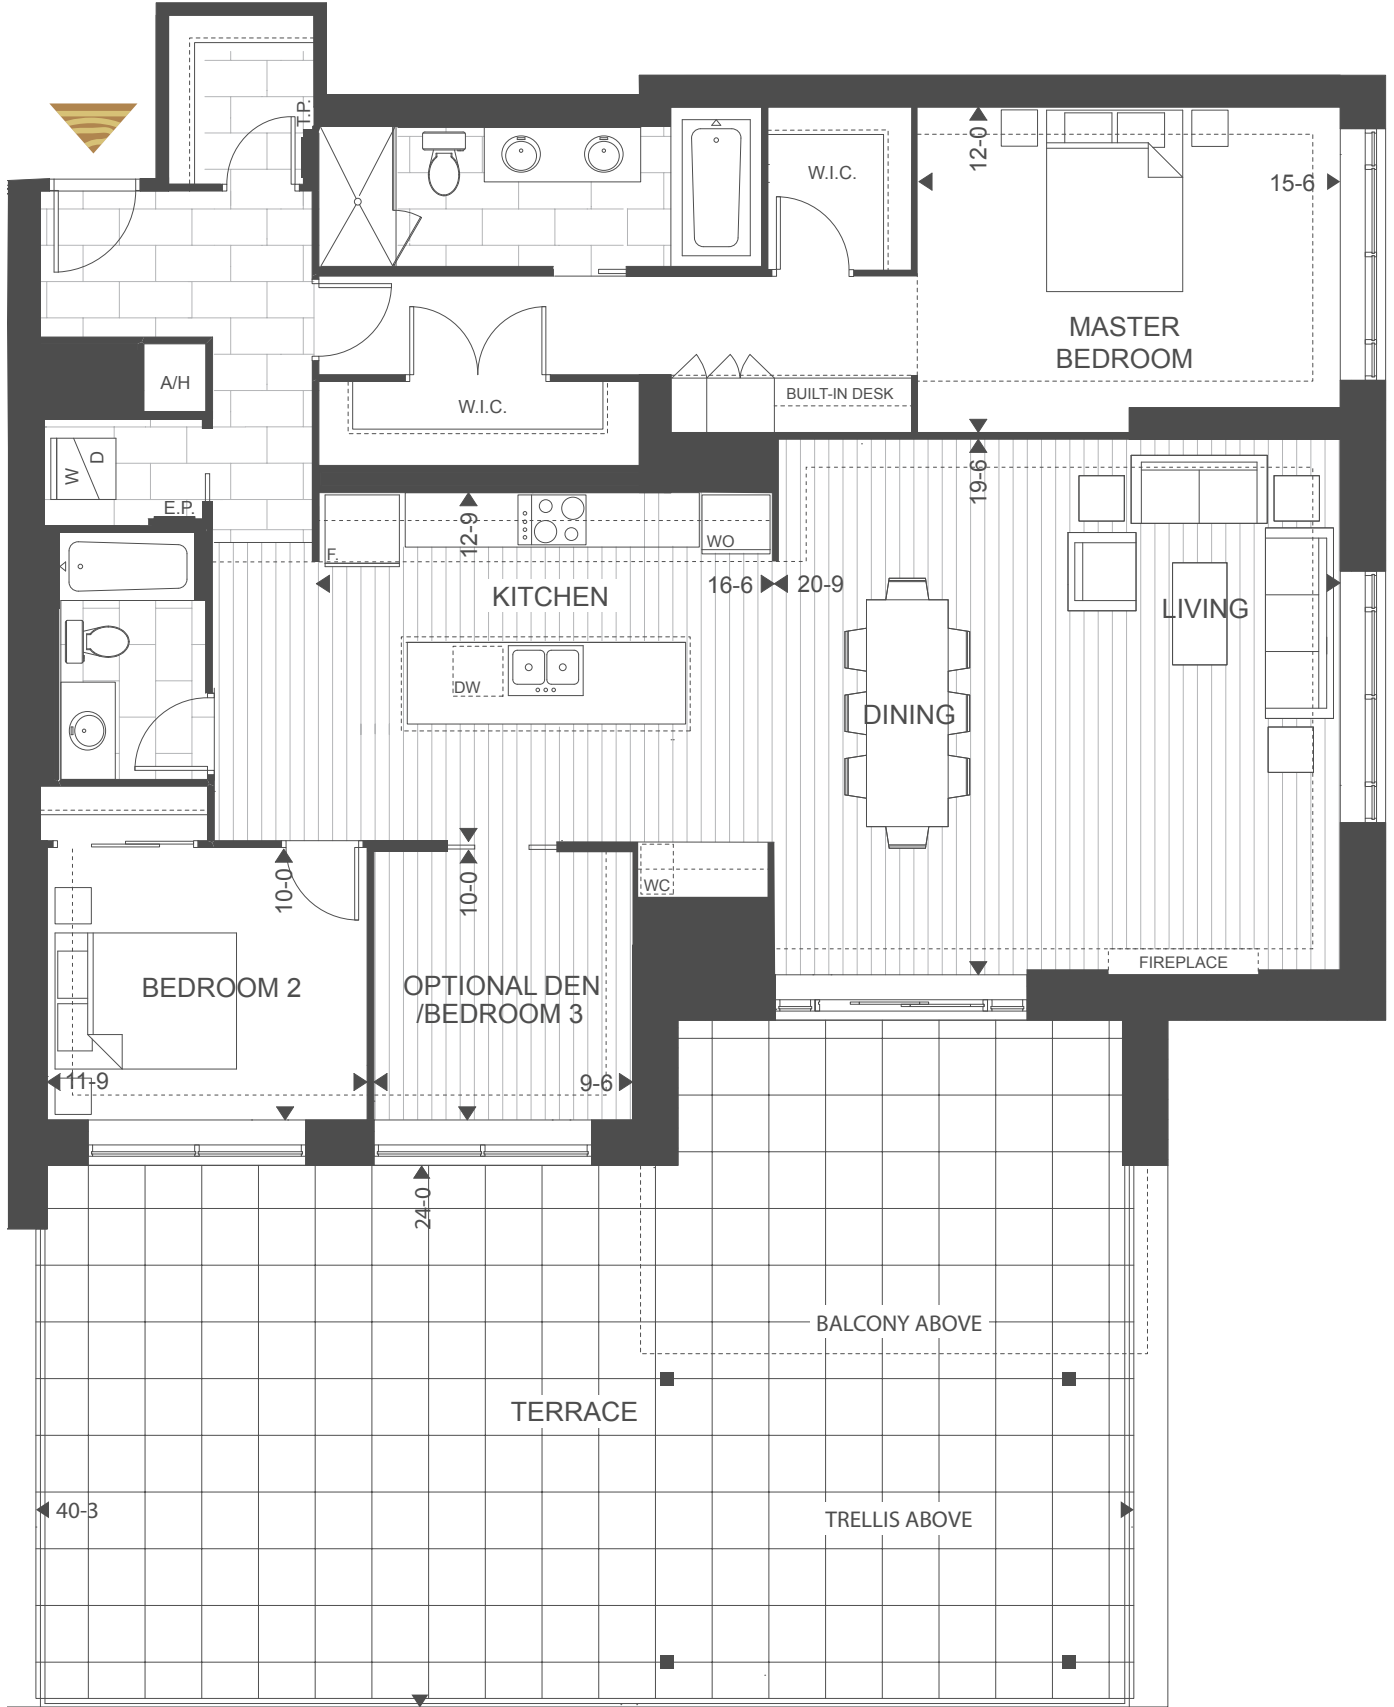 T.P.
12-0
W.I.C.
15-6
MASTER
BEDROOM
A/H
BUILT-IN DESK
W.I.C.
W D
19-6
E.P.
12-9
F.
WO
KITCHEN
16-6
20-9
LIVING
DW
DINING
10-0
10-0
WC
FIREPLACE
BEDROOM 2
OPTIONAL DEN
/BEDROOM 3
11-9
9-6
24-0
BALCONY ABOVE
TERRACE
40-3
TRELLIS ABOVE